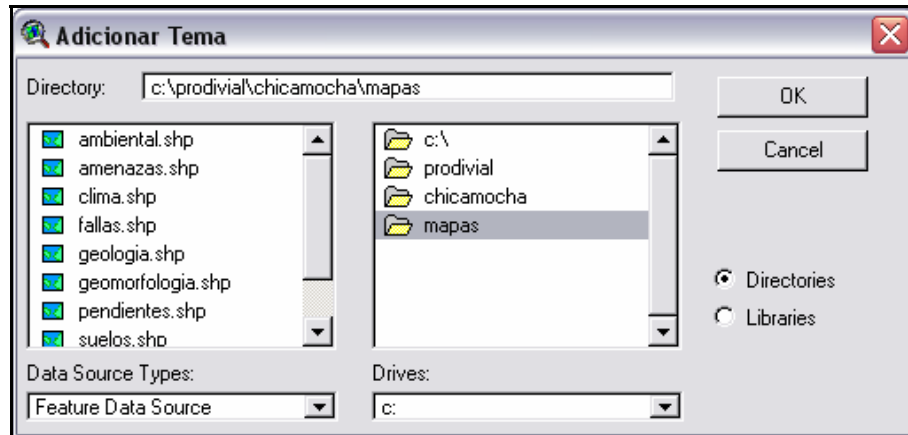 Adicionar Tema
Directory: c:\prodivial\chicamocha\mapas
OK
Cancel
ambiental.shp
amenazas.shp
clima.shp
fallas.shp
geologia.shp
geomorfologia.shp
pendientes.shp
suelos.shp
c:\
prodivial
chicamocha
mapas
Directories
Libraries
Data Source Types:
Feature Data Source
Drives:
c: